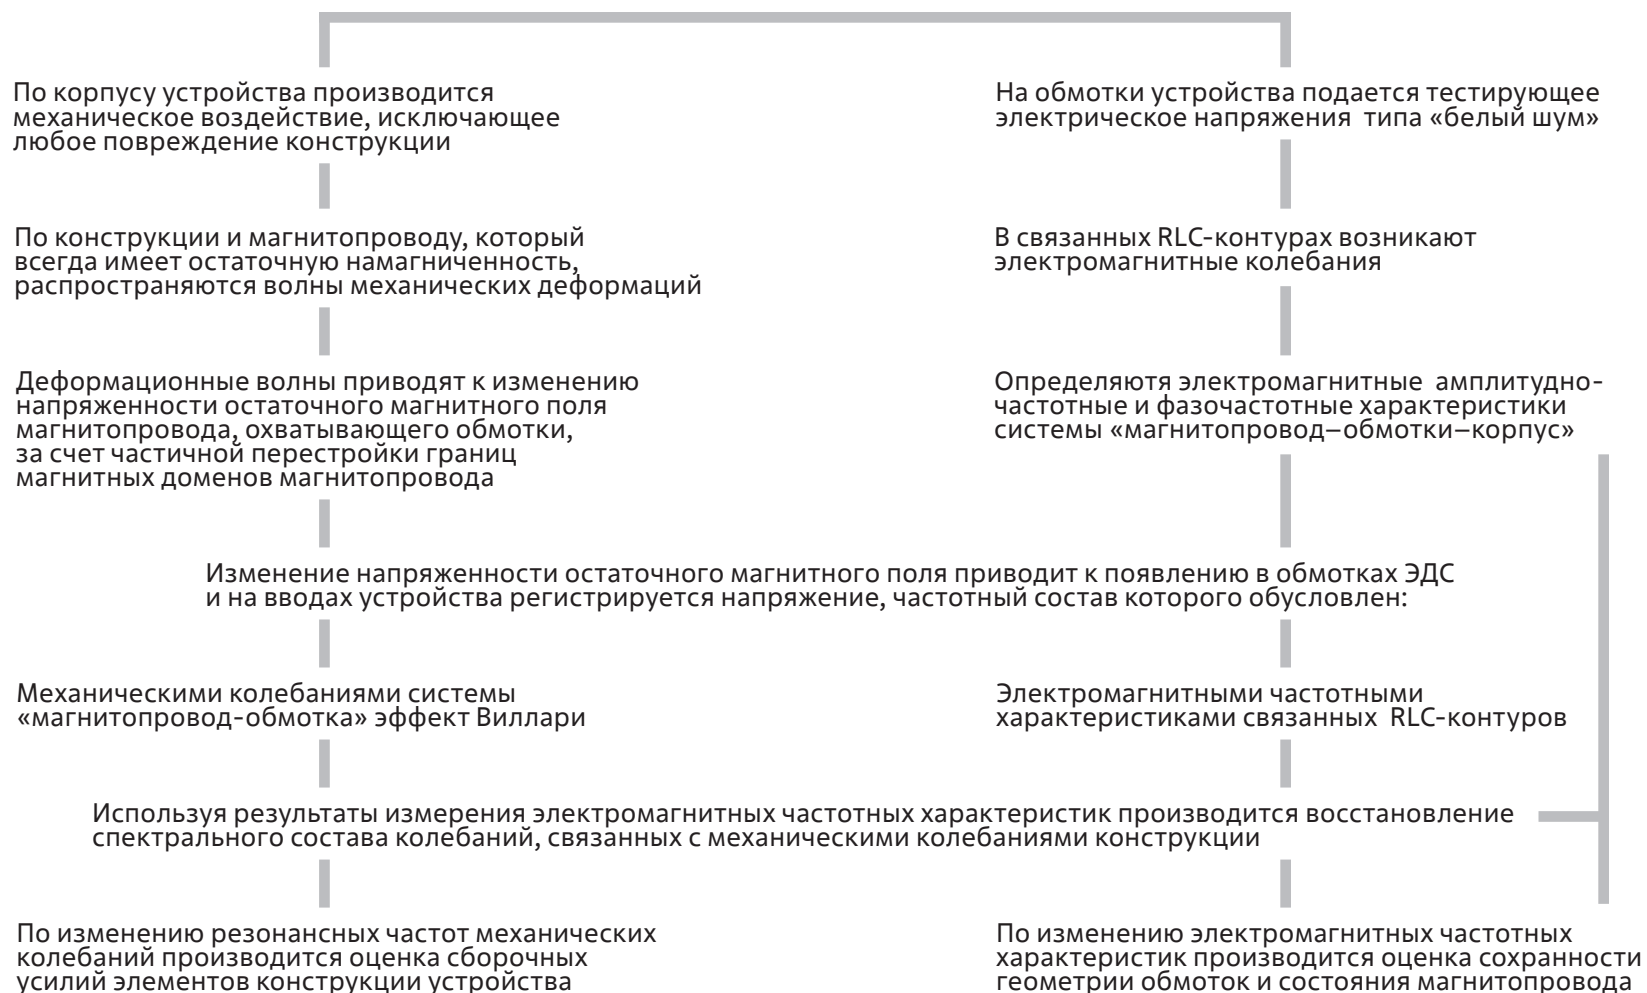 По корпусу устройства производится
механическое воздействие, исключающее
любое повреждение конструкции
На обмотки устройства подается тестирующее
электрическое напряжения типа «белый шум»
По конструкции и магнитопроводу, который
всегда имеет остаточную намагниченность,
распространяются волны механических деформаций
В связанных RLC-контурах возникают
электромагнитные колебания
Деформационные волны приводят к изменению
напряженности остаточного магнитного поля
магнитопровода, охватывающего обмотки,
за счет частичной перестройки границ
магнитных доменов магнитопровода
Определяютя электромагнитные амплитудно-
частотные и фазочастотные характеристики
системы «магнитопровод–обмотки–корпус»
Изменение напряженности остаточного магнитного поля приводит к появлению в обмотках ЭДС
и на вводах устройства регистрируется напряжение, частотный состав которого обусловлен:
Механическими колебаниями системы
«магнитопровод-обмотка» эффект Виллари
Электромагнитными частотными
характеристиками связанных RLC-контуров
Используя результаты измерения электромагнитных частотных характеристик производится восстановление
спектрального состава колебаний, связанных с механическими колебаниями конструкции
По изменению резонансных частот механических
колебаний производится оценка сборочных
усилий элементов конструкции устройства
По изменению электромагнитных частотных
характеристик производится оценка сохранности
геометрии обмоток и состояния магнитопровода